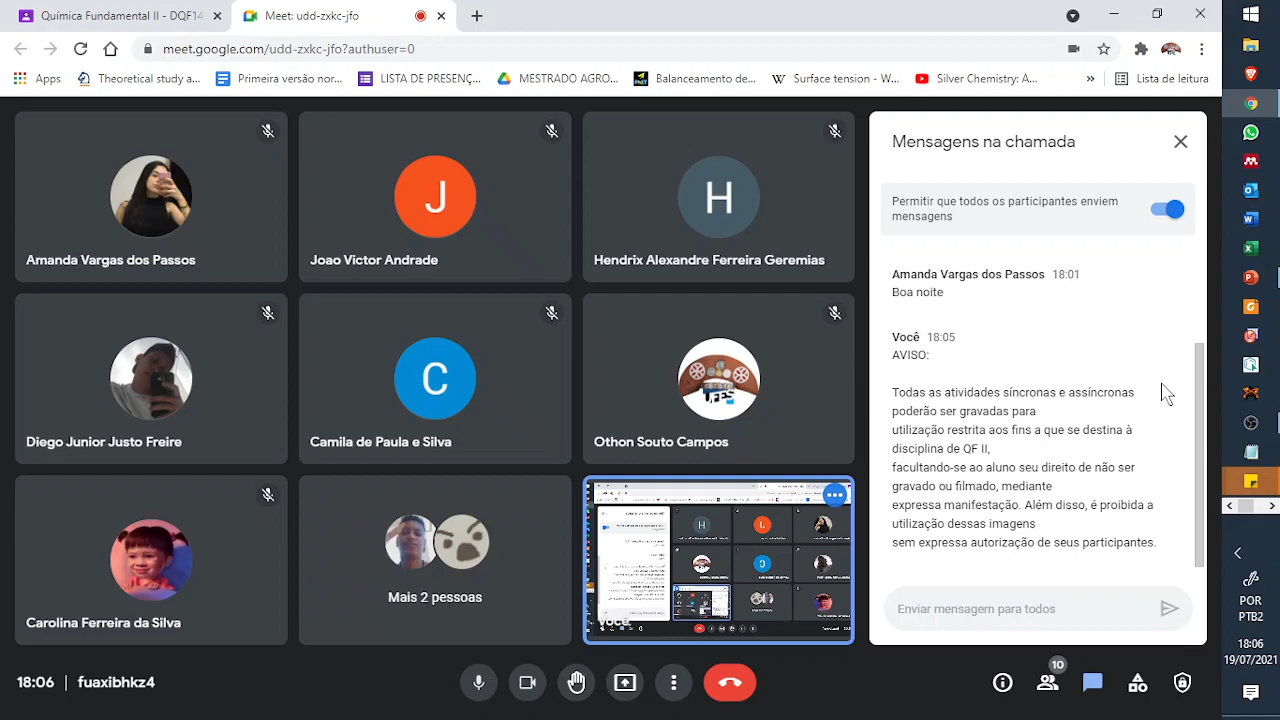 Química Fundamental II - DQF14
Meet: udd-zxkc-jfo
meet.google.com/udd-zxkc-jfo?authuser=0
Apps
Theoretical study a...
Primeira versão nor...
LISTA DE PRESENÇ...
MESTRADO AGRO...
Balanceamento de...
Surface tension - W...
Silver Chemistry: A...
»
Lista de leitura
Amanda Vargas dos Passos
J
Joao Victor Andrade
H
Hendrix Alexandre Ferreira Geremias
Diego Junior Justo Freire
C
Camila de Paula e Silva
UFES
Othon Souto Campos
Carolina Ferreira da Silva
Mais 2 pessoas
Você
Mensagens na chamada
Permitir que todos os participantes enviem
mensagens
Amanda Vargas dos Passos 18:01
Boa noite
Você 18:05
AVISO:
Todas as atividades síncronas e assíncronas
poderão ser gravadas para
utilização restrita aos fins a que se destina à
disciplina de QF II,
facultando-se ao aluno seu direito de não ser
gravado ou filmado, mediante
expressa manifestação. Além disso, é proibida a
utilização dessas imagens
sem expressa autorização de seus participantes.
Enviar mensagem para todos
18:06 | fuaxibhkz4
10
POR
PTB2
18:06
19/07/2021